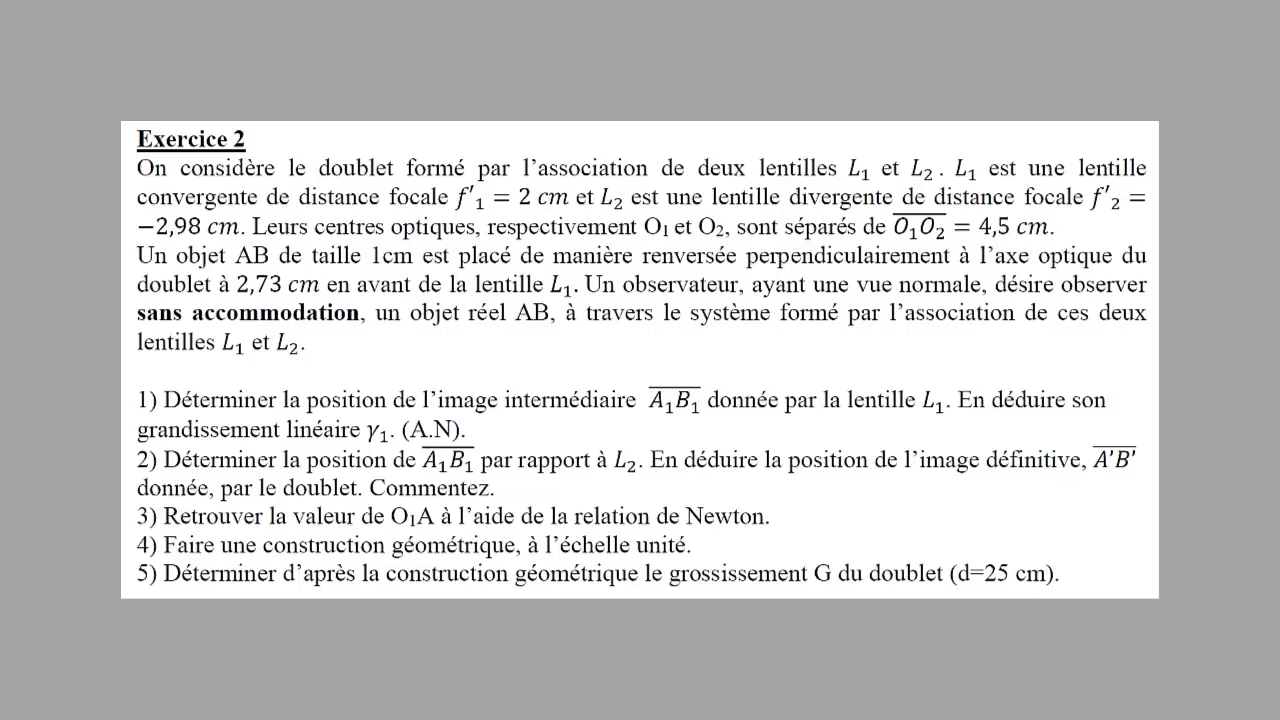 Exercice 2
On considère le doublet formé par l'association de deux lentilles L₁ et L₂ . L₁ est une lentille
convergente de distance focale f'₁ = 2 cm et L₂ est une lentille divergente de distance focale f'₂ =
−2,98 cm. Leurs centres optiques, respectivement O₁ et O₂, sont séparés de O̅₁O̅₂ = 4,5 cm.
Un objet AB de taille 1cm est placé de manière renversée perpendiculairement à l'axe optique du
doublet à 2,73 cm en avant de la lentille L₁. Un observateur, ayant une vue normale, désire observer
sans accommodation, un objet réel AB, à travers le système formé par l'association de ces deux
lentilles L₁ et L₂.
1) Déterminer la position de l'image intermédiaire A̅₁B̅₁ donnée par la lentille L₁. En déduire son
grandissement linéaire γ₁. (A.N).
2) Déterminer la position de A̅₁B̅₁ par rapport à L₂. En déduire la position de l'image définitive, A̅'B̅'
donnée, par le doublet. Commentez.
3) Retrouver la valeur de O₁A à l'aide de la relation de Newton.
4) Faire une construction géométrique, à l'échelle unité.
5) Déterminer d'après la construction géométrique le grossissement G du doublet (d=25 cm).